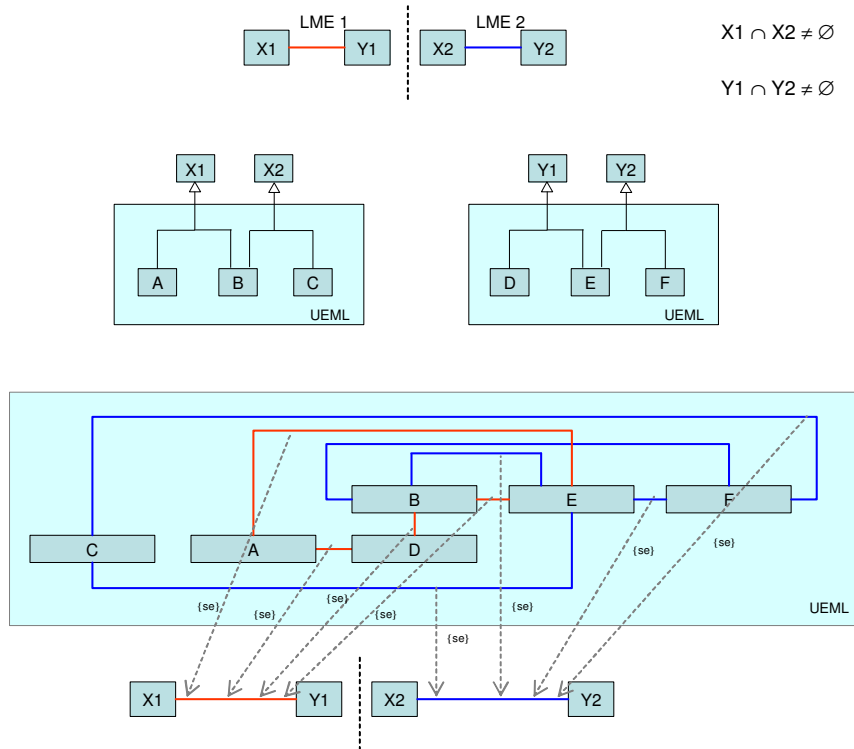 LME 1
LME 2
X1
Y1
X2
Y2
X1 ∩ X2 ≠ ∅
Y1 ∩ Y2 ≠ ∅
X1
X2
Y1
Y2
A
B
C
UEML
D
E
F
UEML
B
E
F
C
A
D
{se}
{se}
{se}
{se}
{se}
{se}
{se}
{se}
UEML
X1
Y1
X2
Y2